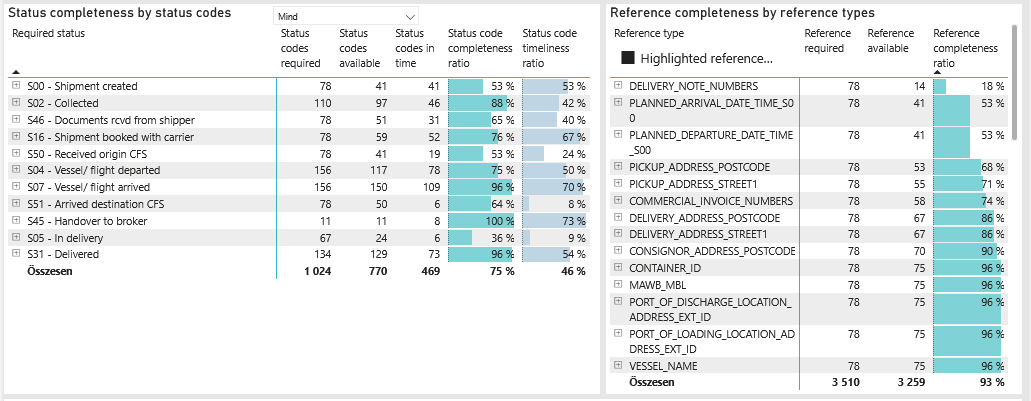 Status completeness by status codes
Mind
Required status Status codes required Status codes available Status codes in time Status code completeness ratio Status code timeliness ratio
S00 - Shipment created 78 41 41 53 % 53 %
S02 - Collected 110 97 46 88 % 42 %
S46 - Documents rcvd from shipper 78 51 31 65 % 40 %
S16 - Shipment booked with carrier 78 59 52 76 % 67 %
S50 - Received origin CFS 78 41 19 53 % 24 %
S04 - Vessel/ flight departed 156 117 78 75 % 50 %
S07 - Vessel/ flight arrived 156 150 109 96 % 70 %
S51 - Arrived destination CFS 78 50 6 64 % 8 %
S45 - Handover to broker 11 11 8 100 % 73 %
S05 - In delivery 67 24 6 36 % 9 %
S31 - Delivered 134 129 73 96 % 54 %
Összesen 1 024 770 469 75 % 46 %
Reference completeness by reference types
Reference type Reference required Reference available Reference completeness ratio
Highlighted reference...
DELIVERY_NOTE_NUMBERS 78 14 18 %
PLANNED_ARRIVAL_DATE_TIME_S0 78 41 53 %
0
PLANNED_DEPARTURE_DATE_TIME 78 41 53 %
_S00
PICKUP_ADDRESS_POSTCODE 78 53 68 %
PICKUP_ADDRESS_STREET1 78 55 71 %
COMMERCIAL_INVOICE_NUMBERS 78 58 74 %
DELIVERY_ADDRESS_POSTCODE 78 67 86 %
DELIVERY_ADDRESS_STREET1 78 67 86 %
CONSIGNOR_ADDRESS_POSTCODE 78 70 90 %
CONTAINER_ID 78 75 96 %
MAWB_MBL 78 75 96 %
PORT_OF_DISCHARGE_LOCATION_ 78 75 96 %
ADDRESS_EXT_ID
PORT_OF_LOADING_LOCATION_AD 78 75 96 %
DRESS_EXT_ID
VESSEL_NAME 78 75 96 %
Összesen 3 510 3 259 93 %